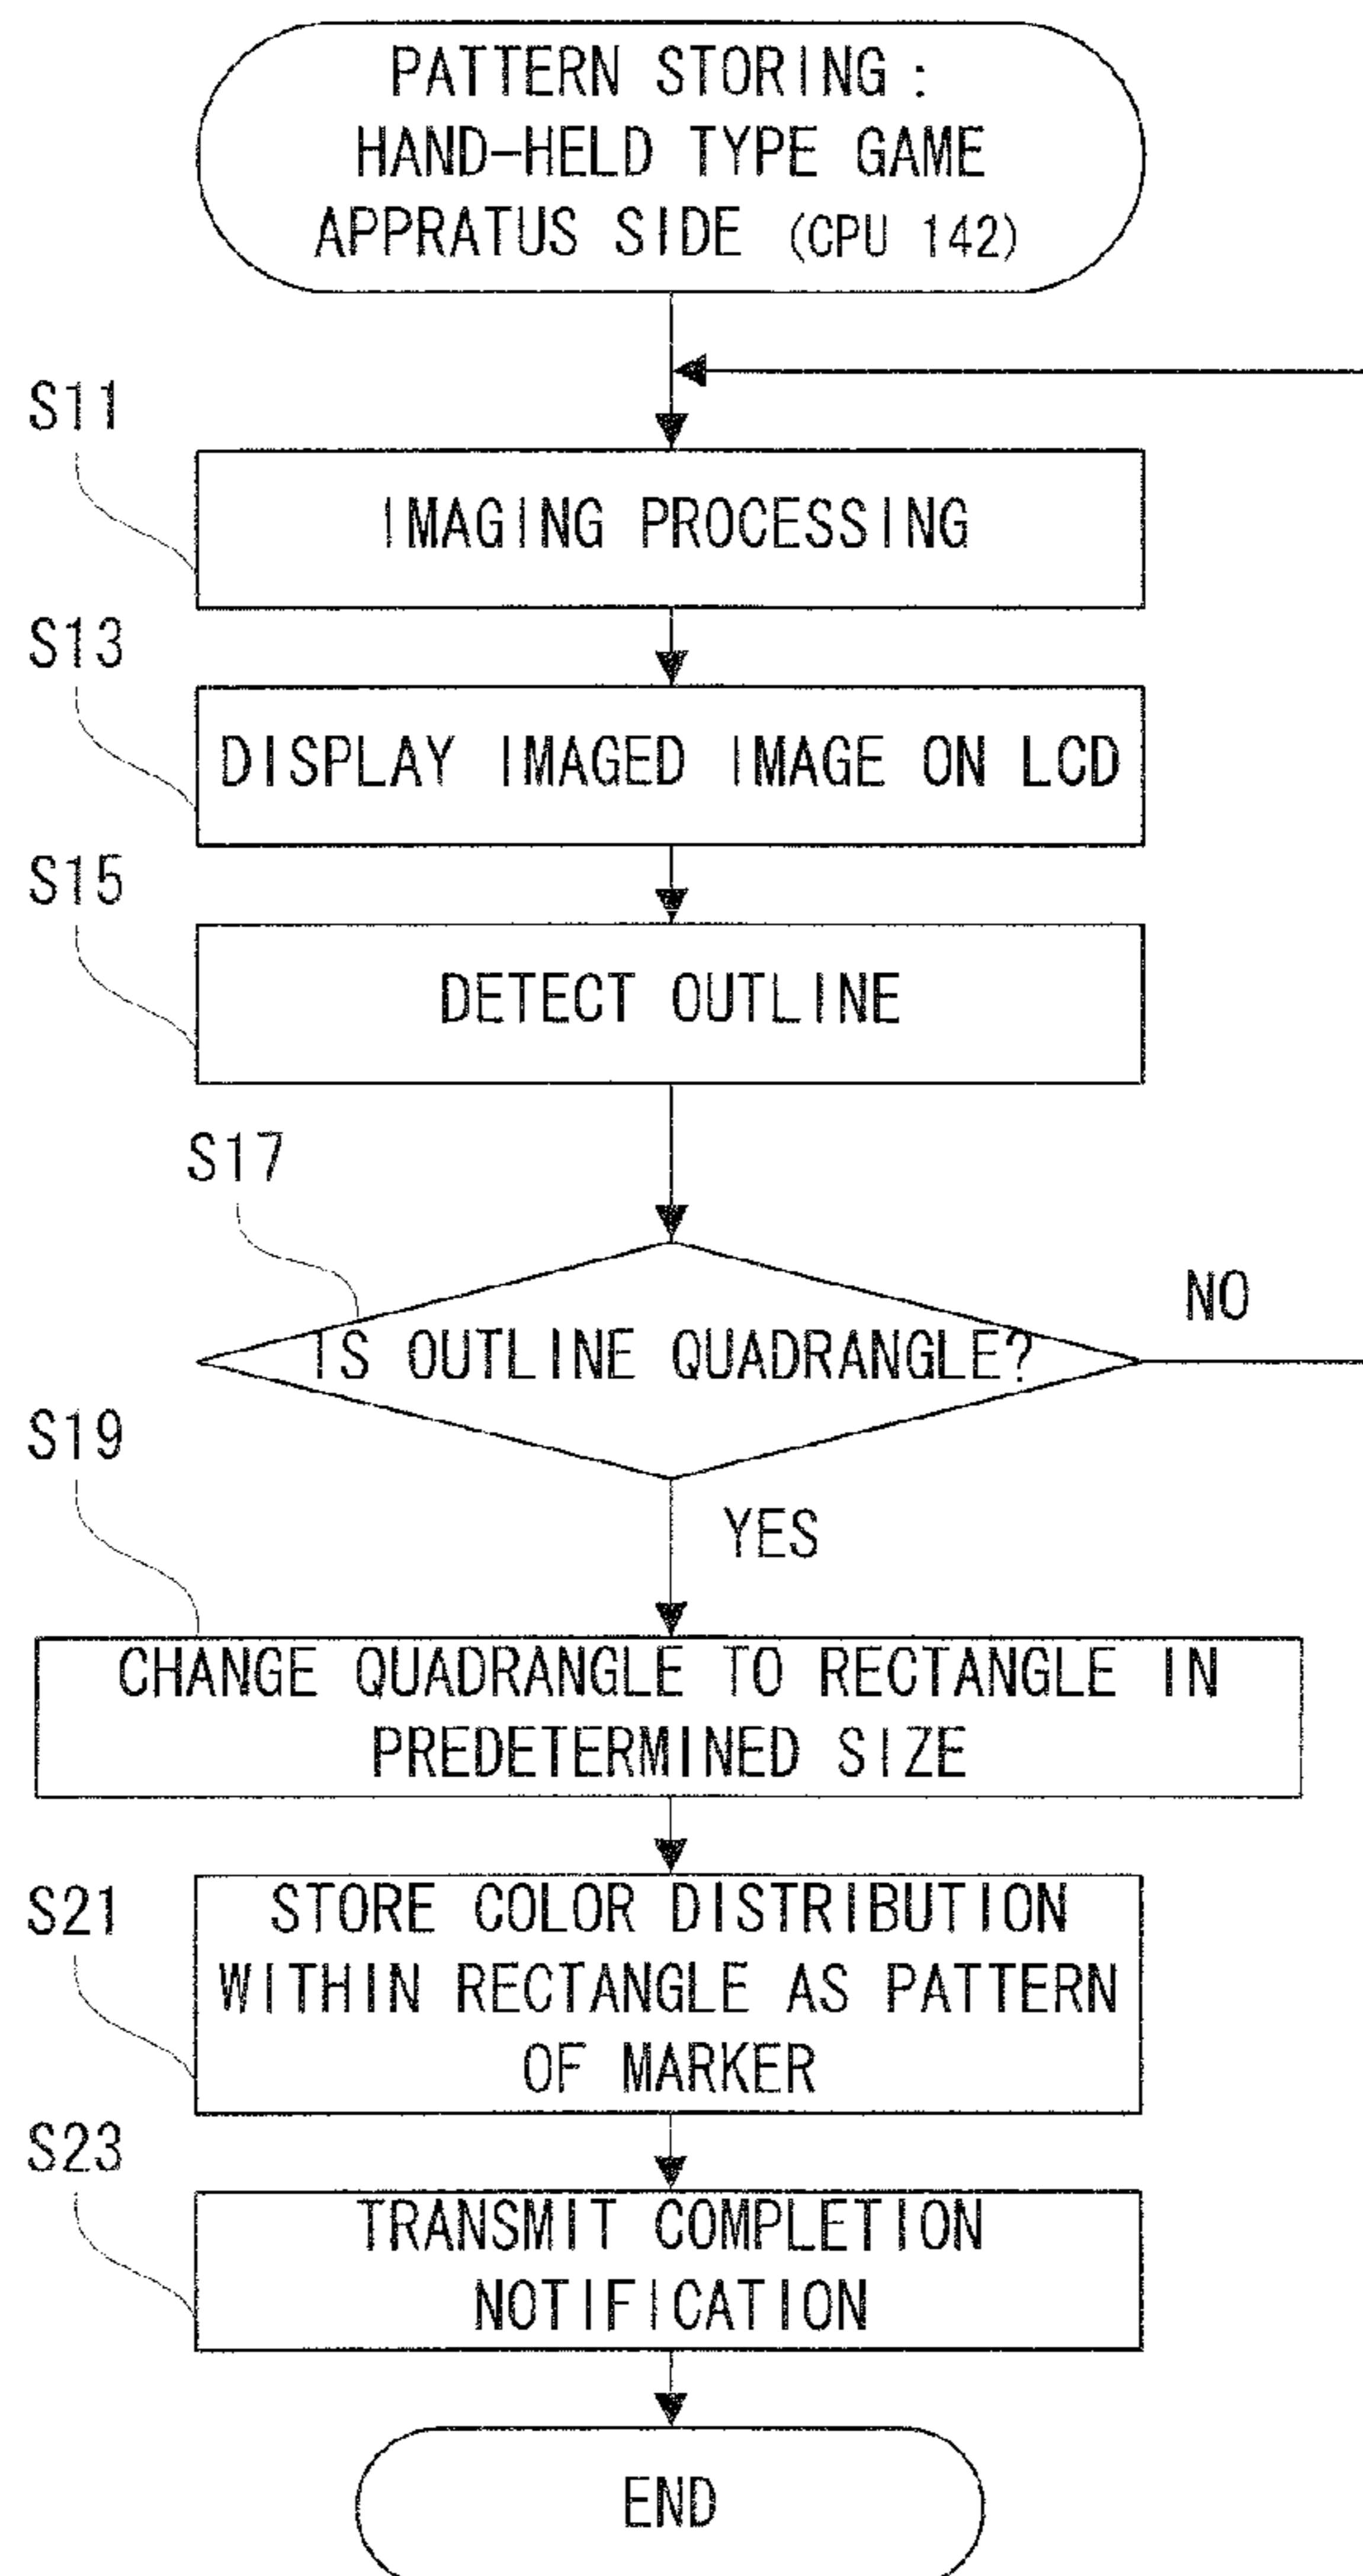 PATTERN STORING :
HAND-HELD TYPE GAME
APPRATUS SIDE (CPU 142)
S11
IMAGING PROCESSING
S13
DISPLAY IMAGED IMAGE ON LCD
S15
DETECT OUTLINE
S17
IS OUTLINE QUADRANGLE?
NO
YES
S19
CHANGE QUADRANGLE TO RECTANGLE IN
PREDETERMINED SIZE
S21
STORE COLOR DISTRIBUTION
WITHIN RECTANGLE AS PATTERN
OF MARKER
S23
TRANSMIT COMPLETION
NOTIFICATION
END